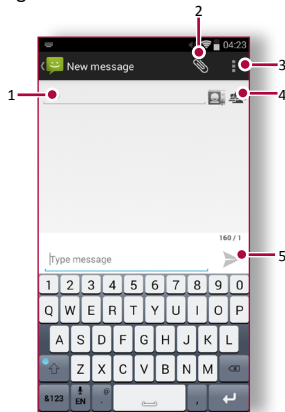 2
04:23
New message
3
1
4
160 / 1
Type message
5
1 2 3 4 5 6 7 8 9 0
Q W E R T Y U I O P
A S D F G H J K L
Z X C V B N M
&123 EN . @ ,